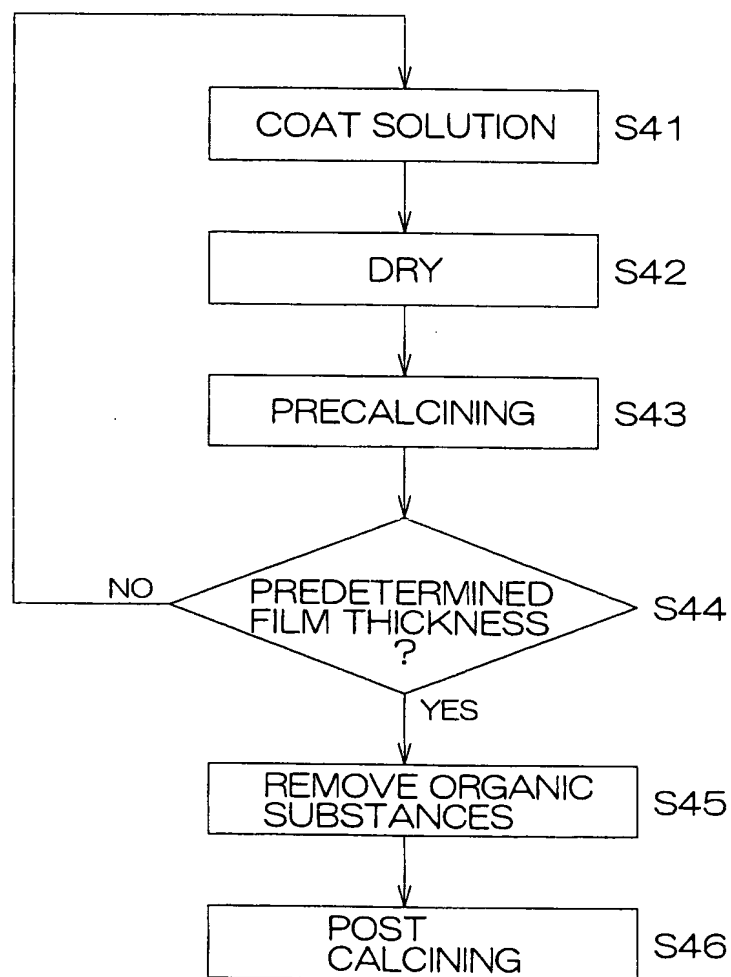 COAT SOLUTION S41
DRY S42
PRECALCINING S43
NO
PREDETERMINED
FILM THICKNESS
?
S44
YES
REMOVE ORGANIC
SUBSTANCES
S45
POST
CALCINING
S46